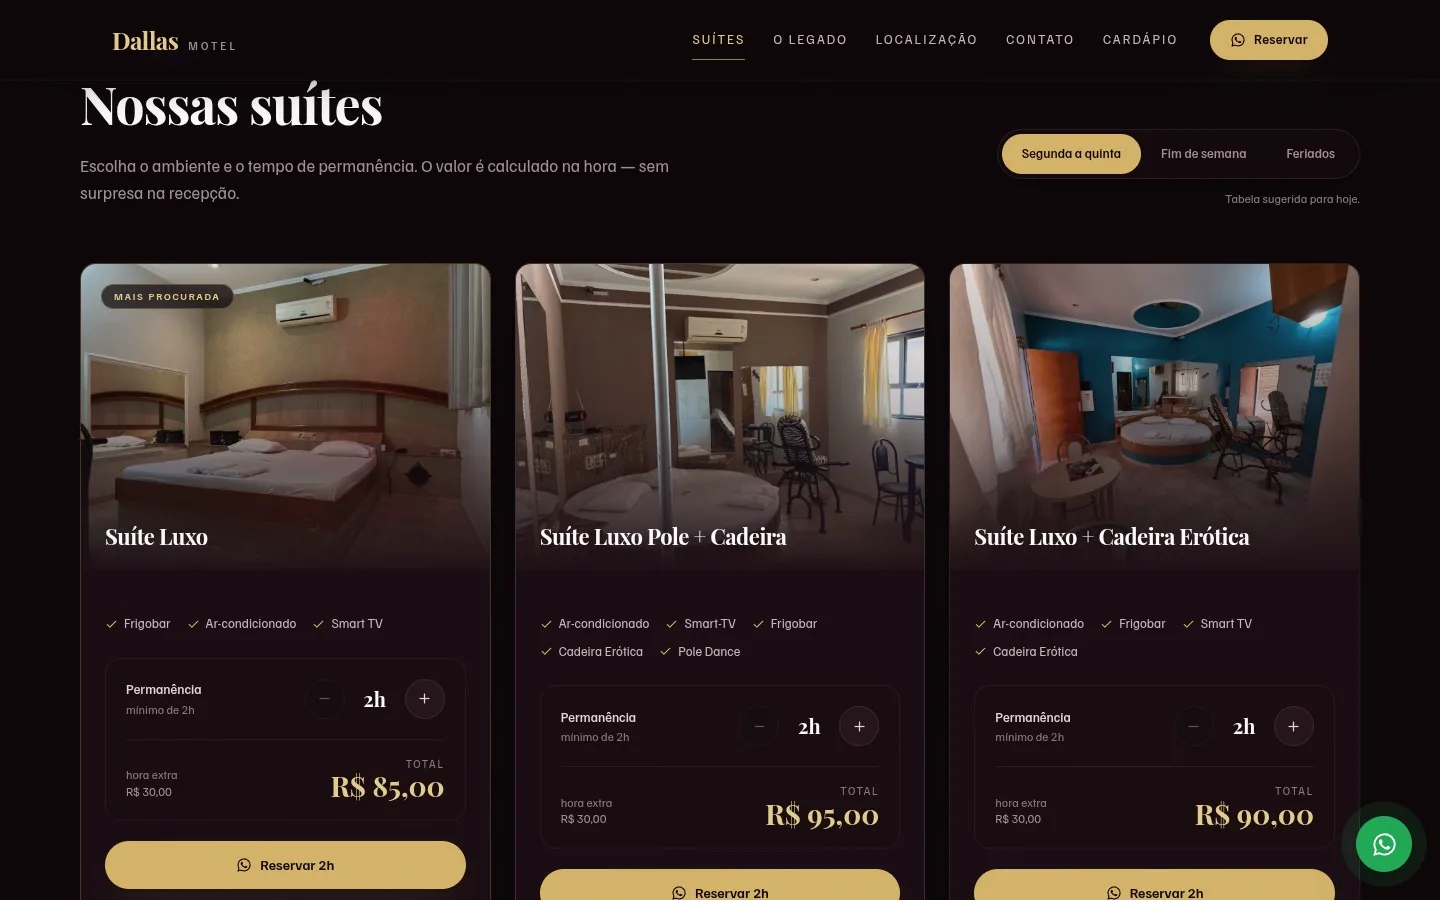 Dallas MOTEL
SUÍTES
O LEGADO
LOCALIZAÇÃO
CONTATO
CARDÁPIO
Reservar
Nossas suítes
Escolha o ambiente e o tempo de permanência. O valor é calculado na hora — sem
surpresa na recepção.
Segunda a quinta
Fim de semana
Feriados
Tabela sugerida para hoje.
MAIS PROCURADA
Suíte Luxo
Frigobar
Ar-condicionado
Smart TV
Permanência
mínimo de 2h
− 2h +
hora extra
R$ 30,00
TOTAL
R$ 85,00
Reservar 2h
Suíte Luxo Pole + Cadeira
Ar-condicionado
Smart-TV
Frigobar
Cadeira Erótica
Pole Dance
Permanência
mínimo de 2h
− 2h +
hora extra
R$ 30,00
TOTAL
R$ 95,00
Reservar 2h
Suíte Luxo + Cadeira Erótica
Ar-condicionado
Frigobar
Smart TV
Cadeira Erótica
Permanência
mínimo de 2h
− 2h +
hora extra
R$ 30,00
TOTAL
R$ 90,00
Reservar 2h